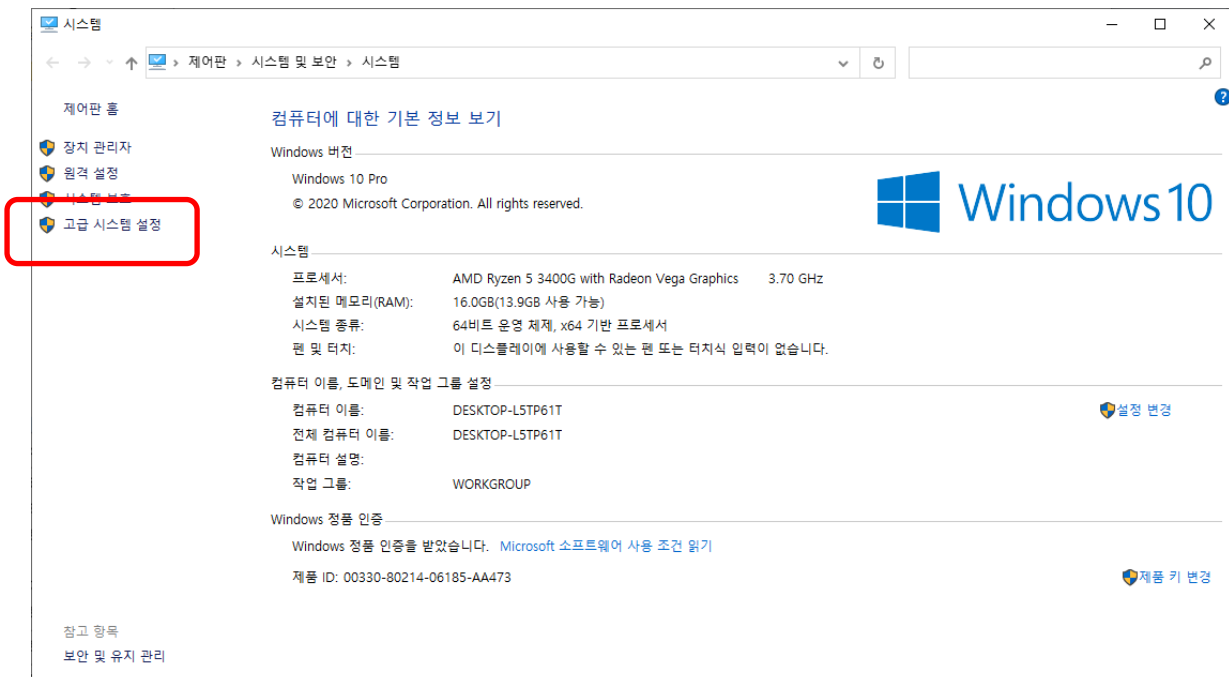 시스템
제어판 › 시스템 및 보안 › 시스템
제어판 홈
장치 관리자
원격 설정
시스템 보호
고급 시스템 설정
컴퓨터에 대한 기본 정보 보기
Windows 버전
Windows 10 Pro
© 2020 Microsoft Corporation. All rights reserved.
Windows 10
시스템
프로세서: AMD Ryzen 5 3400G with Radeon Vega Graphics 3.70 GHz
설치된 메모리(RAM): 16.0GB(13.9GB 사용 가능)
시스템 종류: 64비트 운영 체제, x64 기반 프로세서
펜 및 터치: 이 디스플레이에 사용할 수 있는 펜 또는 터치식 입력이 없습니다.
컴퓨터 이름, 도메인 및 작업 그룹 설정
컴퓨터 이름: DESKTOP-L5TP61T 설정 변경
전체 컴퓨터 이름: DESKTOP-L5TP61T
컴퓨터 설명:
작업 그룹: WORKGROUP
Windows 정품 인증
Windows 정품 인증을 받았습니다. Microsoft 소프트웨어 사용 조건 읽기
제품 ID: 00330-80214-06185-AA473 제품 키 변경
참고 항목
보안 및 유지 관리